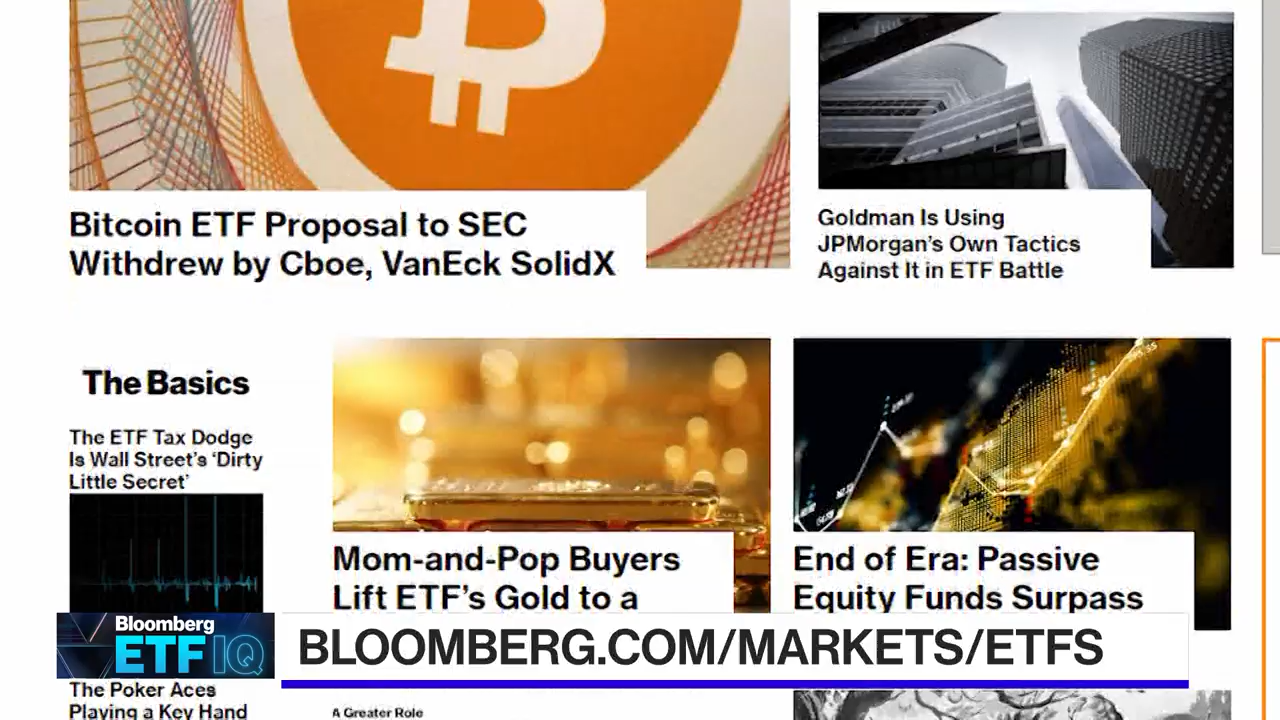 Bitcoin ETF Proposal to SEC
Withdrew by Cboe, VanEck SolidX
Goldman Is Using
JPMorgan's Own Tactics
Against It in ETF Battle
The Basics
The ETF Tax Dodge
Is Wall Street's 'Dirty
Little Secret'
Mom-and-Pop Buyers
Lift ETF's Gold to a
End of Era: Passive
Equity Funds Surpass
Bloomberg
ETF IQ
BLOOMBERG.COM/MARKETS/ETFS
The Poker Aces
Playing a Key Hand
A Greater Role